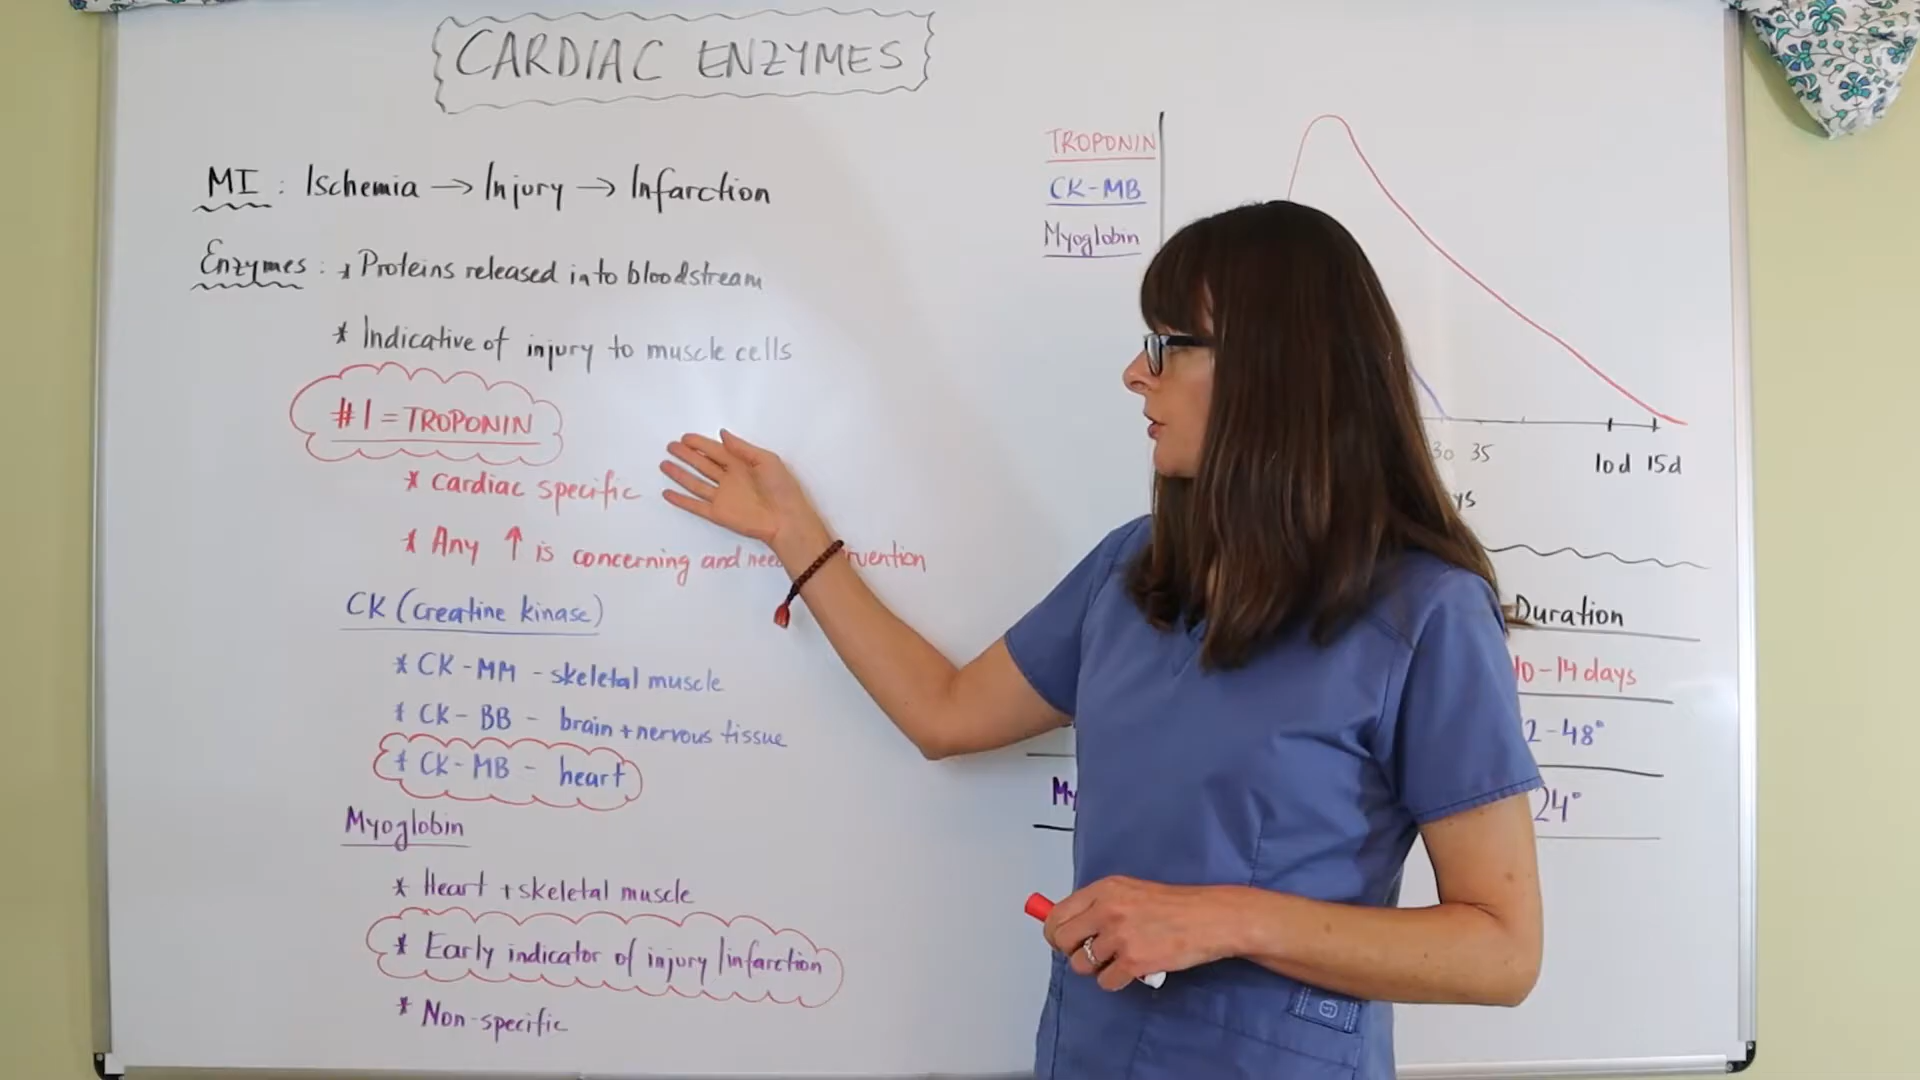 CARDIAC ENZYMES
MI : Ischemia → Injury → Infarction
Enzymes : * Proteins released into bloodstream
* Indicative of injury to muscle cells
#1 = TROPONIN
* cardiac specific
* Any ↑ is concerning and
CK (creatine kinase)
* CK-MM - skeletal muscle
* CK-BB - brain + nervous tissue
* CK-MB - heart
Myoglobin
* Heart + skeletal muscle
* Early indicator of injury /infarction
* Non-specific
TROPONIN
CK-MB
Myoglobin
30 35 10d 15d
Duration
10-14 days
2-48°
24°